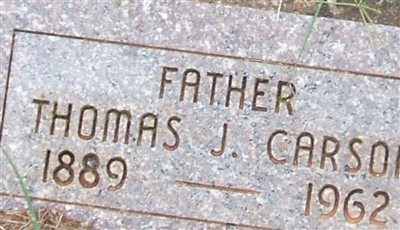 FATHER
THOMAS J. CARSON
1889 — 1962